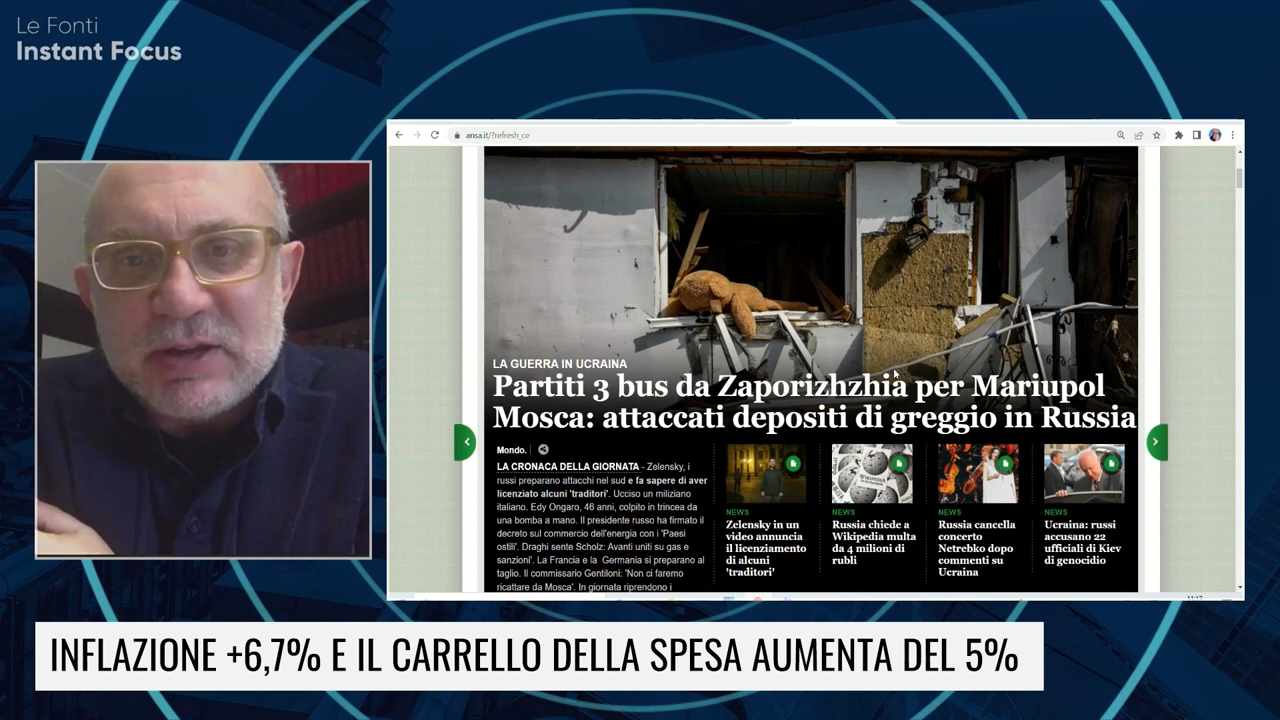 Le Fonti
Instant Focus
ansa.it/?refresh_ce
LA GUERRA IN UCRAINA
Partiti 3 bus da Zaporizhzhia per Mariupol
Mosca: attaccati depositi di greggio in Russia
Mondo.
LA CRONACA DELLA GIORNATA - Zelensky, i
russi preparano attacchi nel sud e fa sapere di aver
licenziato alcuni 'traditori'. Ucciso un miliziano
italiano. Edy Ongaro, 46 anni, colpito in trincea da
una bomba a mano. Il presidente russo ha firmato il
decreto sul commercio dell'energia con i 'Paesi
ostili'. Draghi sente Scholz: Avanti uniti su gas e
sanzioni'. La Francia e la Germania si preparano al
taglio. Il commissario Gentiloni: 'Non ci faremo
ricattare da Mosca'. In giornata riprendono i
NEWS
Zelensky in un
video annuncia
il licenziamento
di alcuni
'traditori'
WIKIPEDIA
NEWS
Russia chiede a
Wikipedia multa
da 4 milioni di
rubli
NEWS
Russia cancella
concerto
Netrebko dopo
commenti su
Ucraina
NEWS
Ucraina: russi
accusano 22
ufficiali di Kiev
di genocidio
INFLAZIONE +6,7% E IL CARRELLO DELLA SPESA AUMENTA DEL 5%